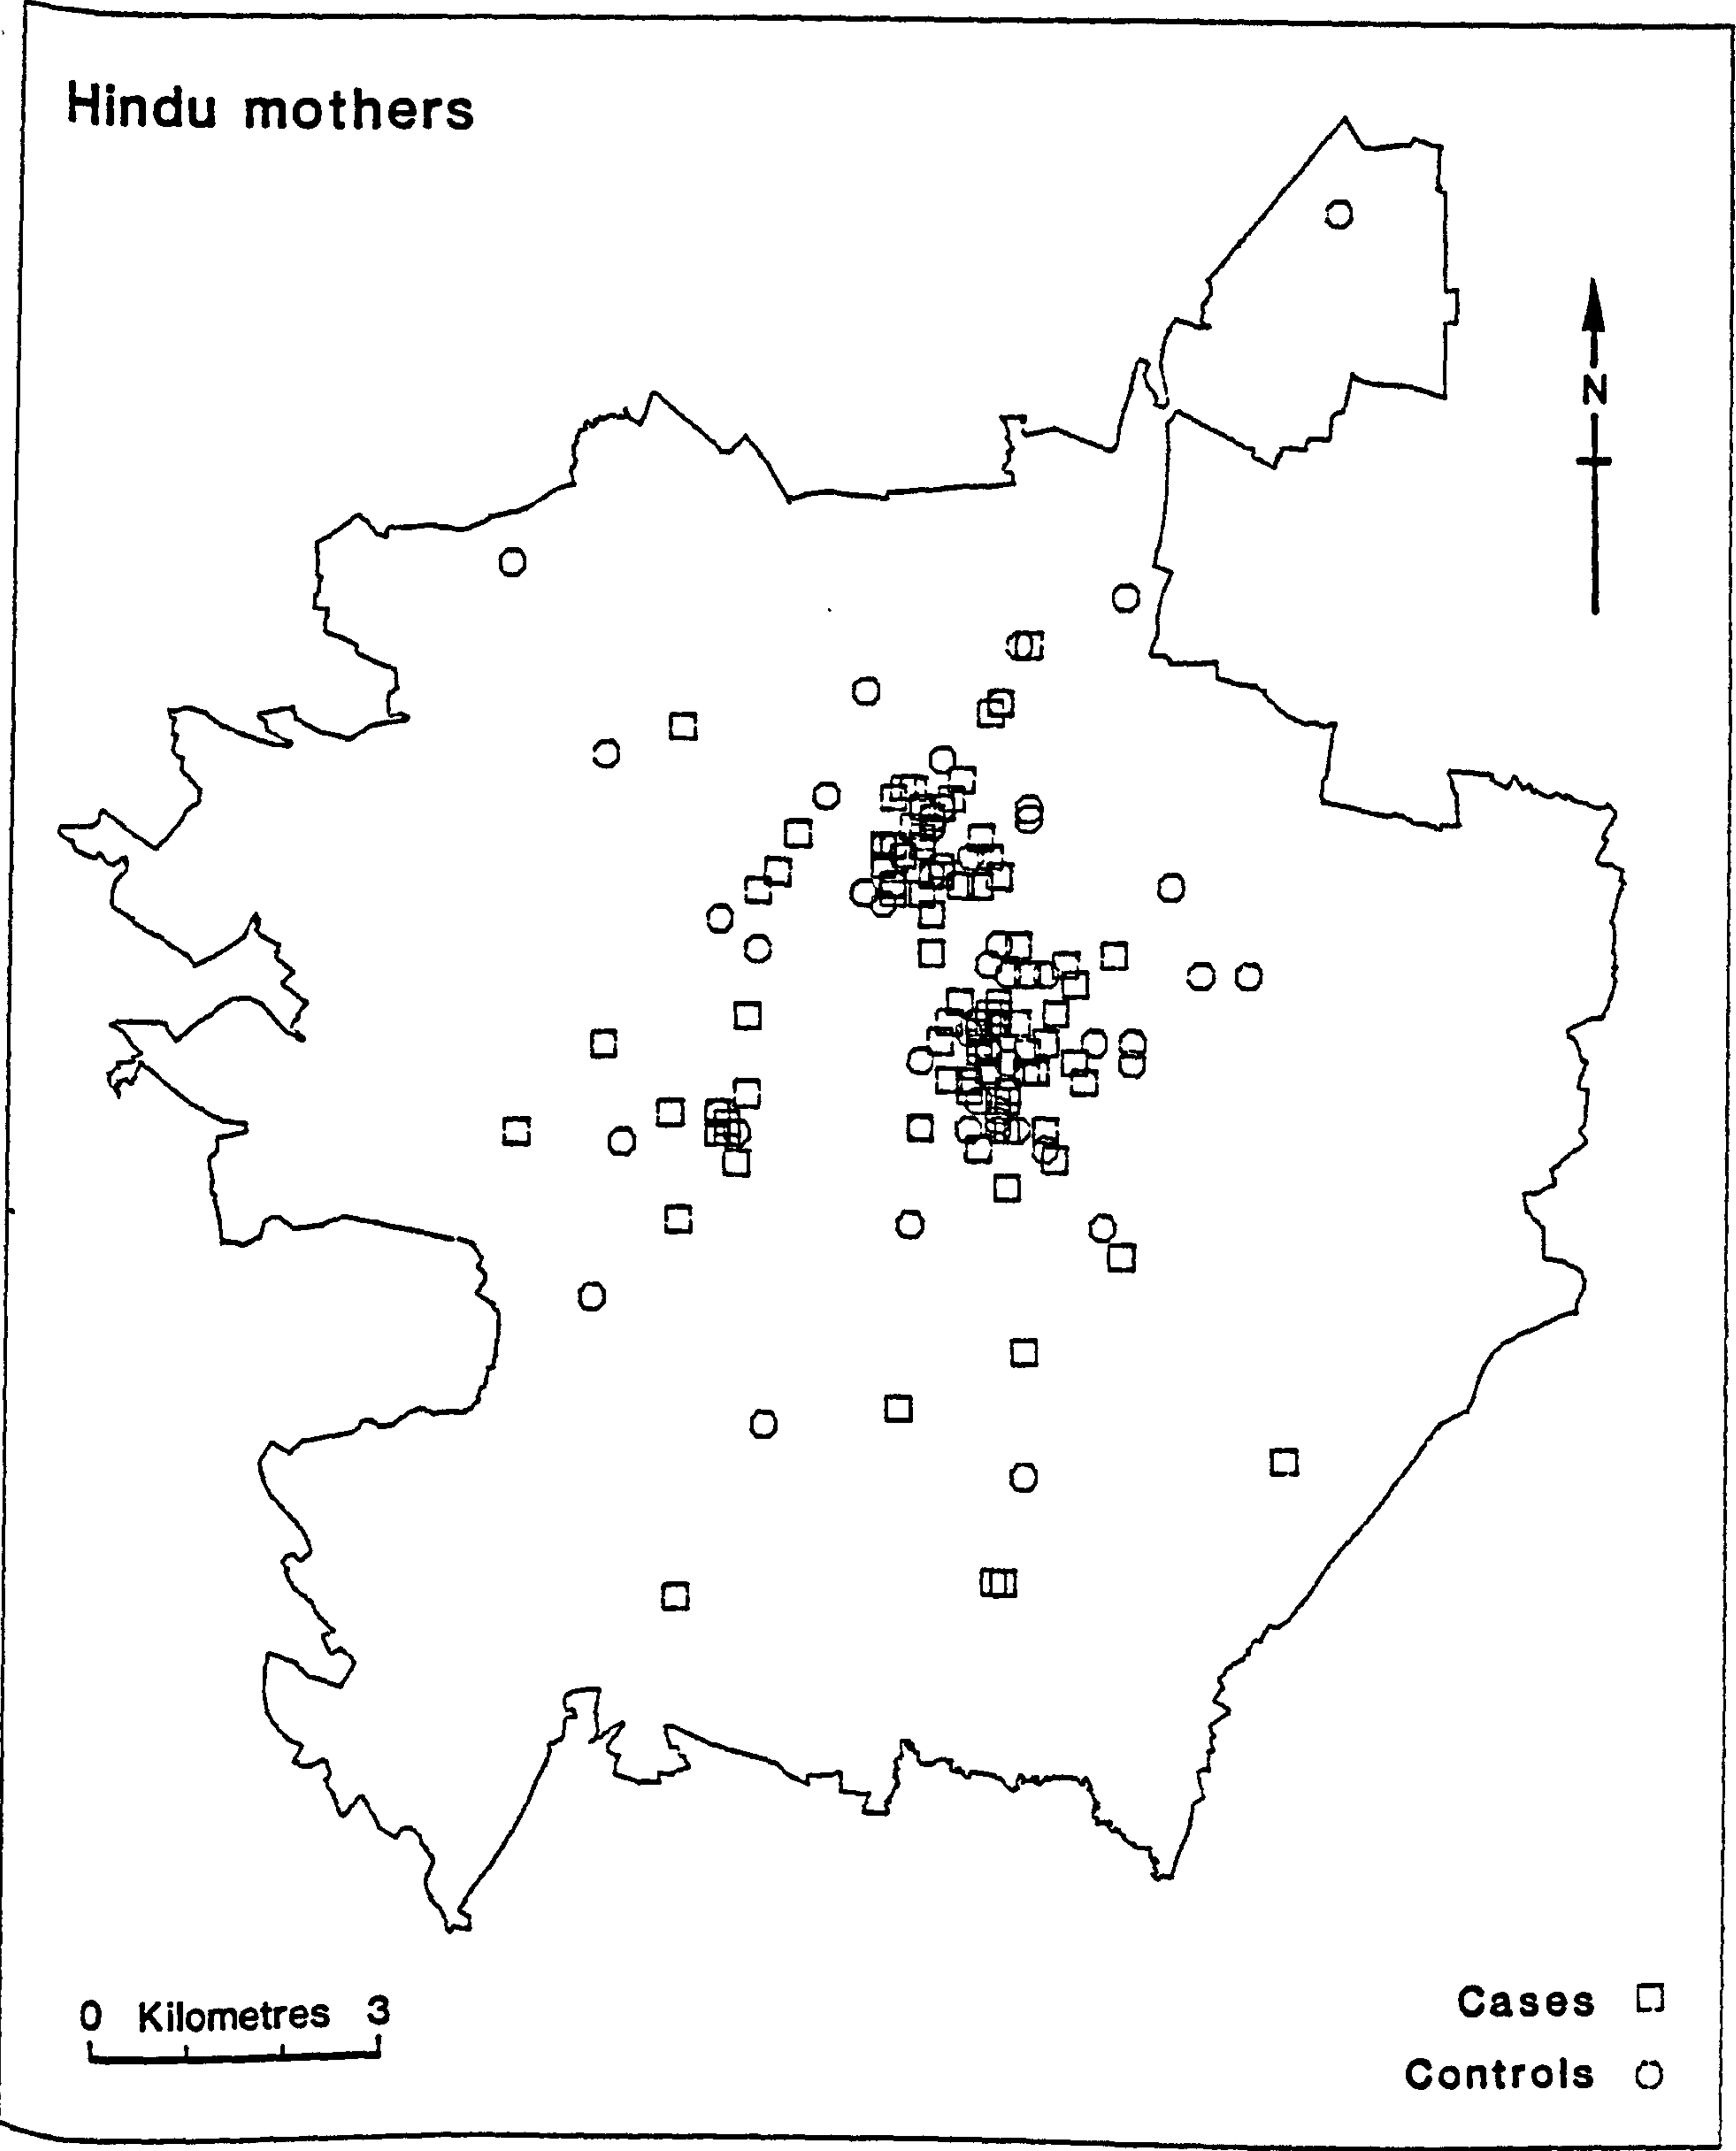 Hindu mothers
N
0 Kilometres 3
Cases
Controls